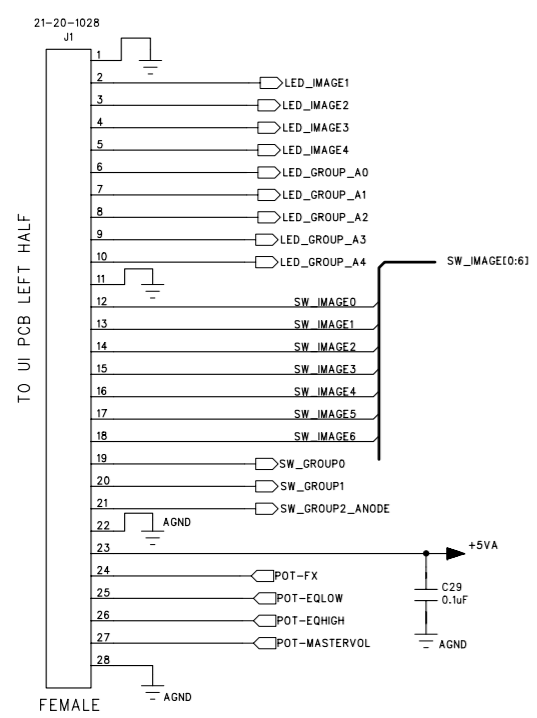 21-20-1028
J1
TO UI PCB LEFT HALF
1
2 LED_IMAGE1
3 LED_IMAGE2
4 LED_IMAGE3
5 LED_IMAGE4
6 LED_GROUP_A0
7 LED_GROUP_A1
8 LED_GROUP_A2
9 LED_GROUP_A3
10 LED_GROUP_A4
SW_IMAGE[0:6]
11
12 SW_IMAGE0
13 SW_IMAGE1
14 SW_IMAGE2
15 SW_IMAGE3
16 SW_IMAGE4
17 SW_IMAGE5
18 SW_IMAGE6
19 SW_GROUP0
20 SW_GROUP1
21 SW_GROUP2_ANODE
22 AGND
23 +5VA
24 POT-FX
C29
0.1uF
25 POT-EQLOW
26 POT-EQHIGH
27 POT-MASTERVOL
AGND
28
AGND
FEMALE